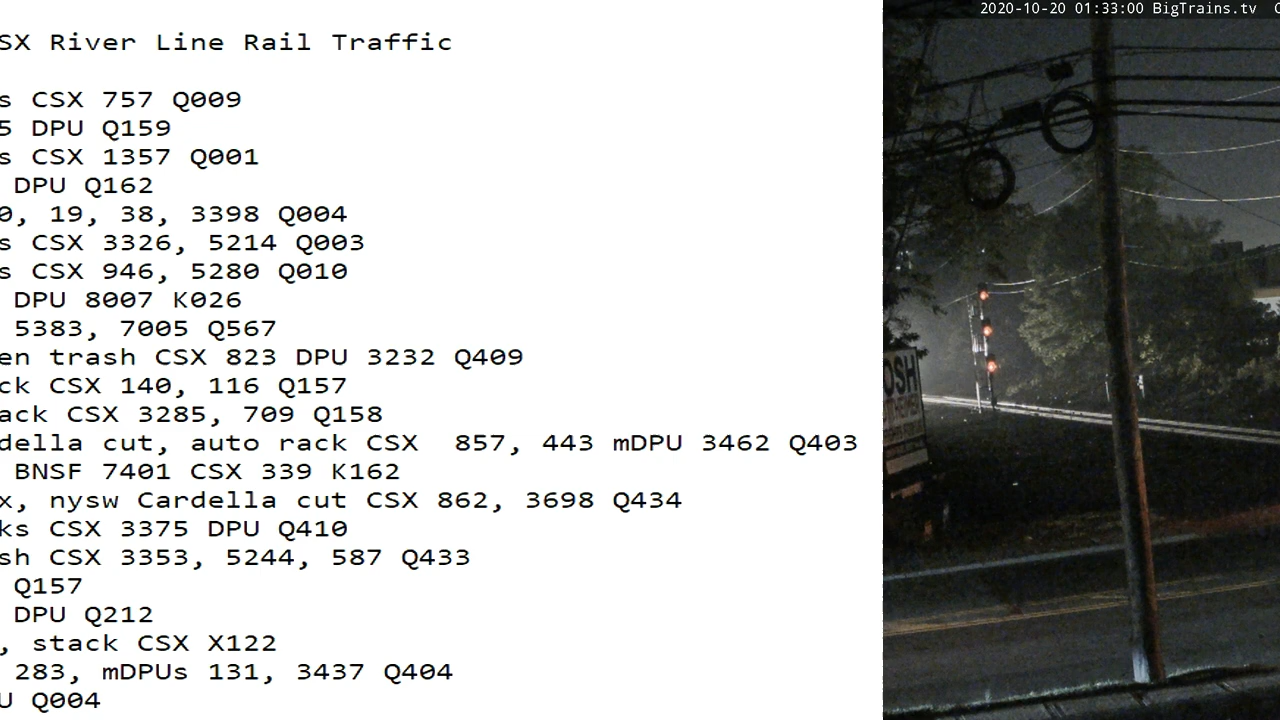 SX River Line Rail Traffic
s CSX 757 Q009
5 DPU Q159
s CSX 1357 Q001
DPU Q162
0, 19, 38, 3398 Q004
s CSX 3326, 5214 Q003
s CSX 946, 5280 Q010
DPU 8007 K026
5383, 7005 Q567
en trash CSX 823 DPU 3232 Q409
ck CSX 140, 116 Q157
ack CSX 3285, 709 Q158
della cut, auto rack CSX  857, 443 mDPU 3462 Q403
BNSF 7401 CSX 339 K162
x, nysw Cardella cut CSX 862, 3698 Q434
ks CSX 3375 DPU Q410
sh CSX 3353, 5244, 587 Q433
Q157
DPU Q212
, stack CSX X122
283, mDPUs 131, 3437 Q404
U Q004
2020-10-20 01:33:00 BigTrains.tv
OSH